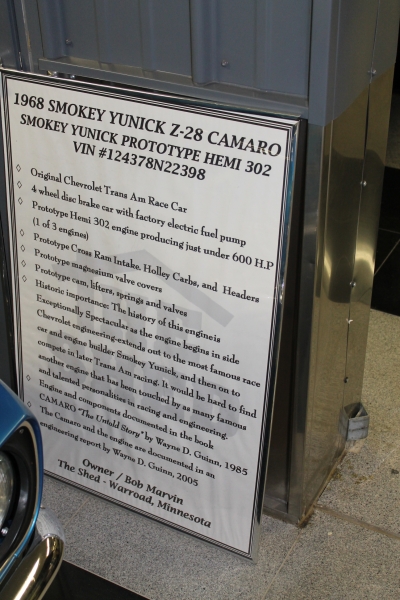 1968 SMOKEY YUNICK Z-28 CAMARO
SMOKEY YUNICK PROTOTYPE HEMI 302
VIN #124378N22398
◊ Original Chevrolet Trans Am Race Car
◊ 4 wheel disc brake car with factory electric fuel pump
◊ Prototype Hemi 302 engine producing just under 600 H.P
(1 of 3 engines)
◊ Prototype Cross Ram Intake, Holley Carbs, and Headers
◊ Prototype magnesium valve covers
◊ Prototype cam, lifters, springs and valves
◊ Historic importance: The history of this engineis
Exceptionally Spectacular as the engine begins in side
Chevrolet engineering-extends out to the most famous race
car and engine builder Smokey Yunick, and then on to
compete in later Trans Am racing. It would be hard to find
another engine that has been touched by as many famous
and talented personalities in racing and engineering.
◊ Engine and components documented in the book
CAMARO "The Untold Story" by Wayne D. Guinn, 1985
◊ The Camaro and the engine are documented in an
engineering report by Wayne D. Guinn, 2005
Owner / Bob Marvin
The Shed - Warroad, Minnesota